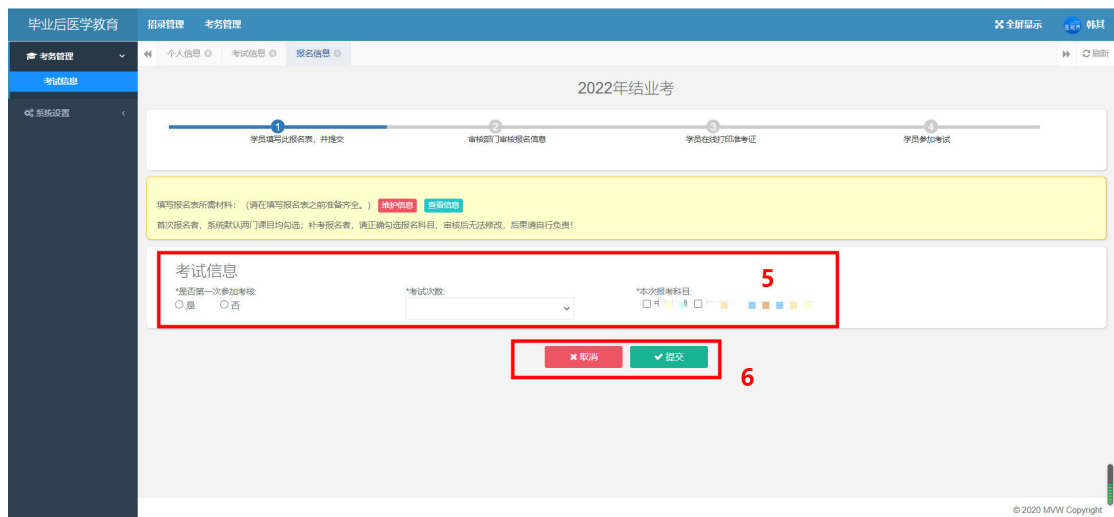 毕业后医学教育 招录管理 考务管理 全屏显示 韩其
考务管理 个人信息 考试信息 报名信息 刷新
考试信息
系统设置
2022年结业考
1 2 3 4
学员填写此报名表，并提交 审核部门审核报名信息 学员在线打印准考证 学员参加考试
填写报名表所需材料：（请在填写报名表之前准备齐全。） 维护信息 查看信息
首次报名者，系统默认两门课目均勾选；补考报名者，请正确勾选报名科目，审核后无法修改，后果请自行负责！
考试信息
5
*是否第一次参加考核: *考试次数: *本次报考科目:
是 否
取消 提交
6
© 2020 MVW Copyright